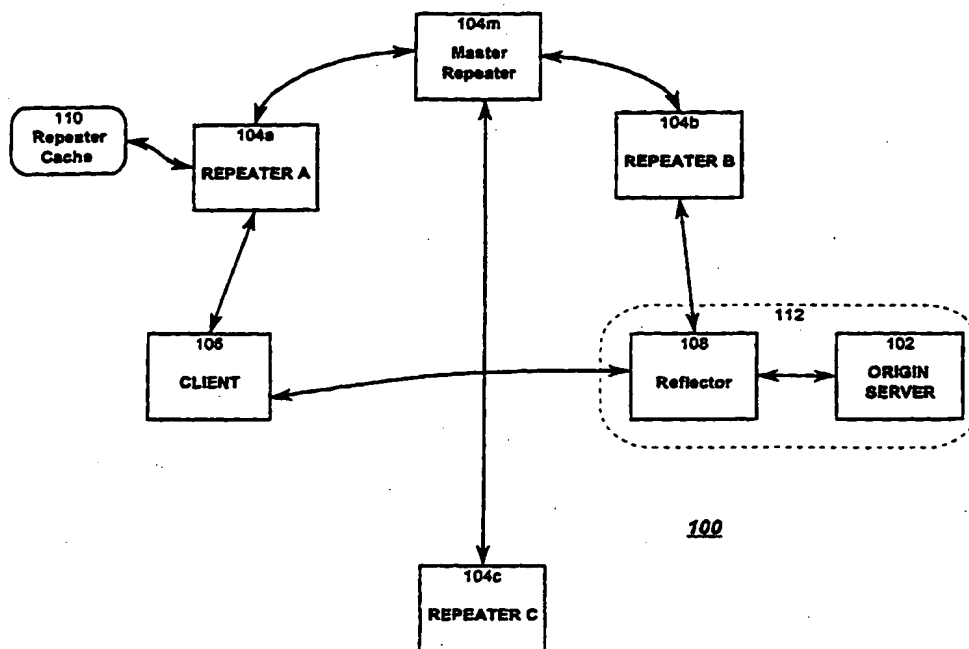 104m
Master
Repeater
110
Repeater
Cache
104a
REPEATER A
104b
REPEATER B
112
106
CLIENT
108
Reflector
102
ORIGIN
SERVER
100
104c
REPEATER C